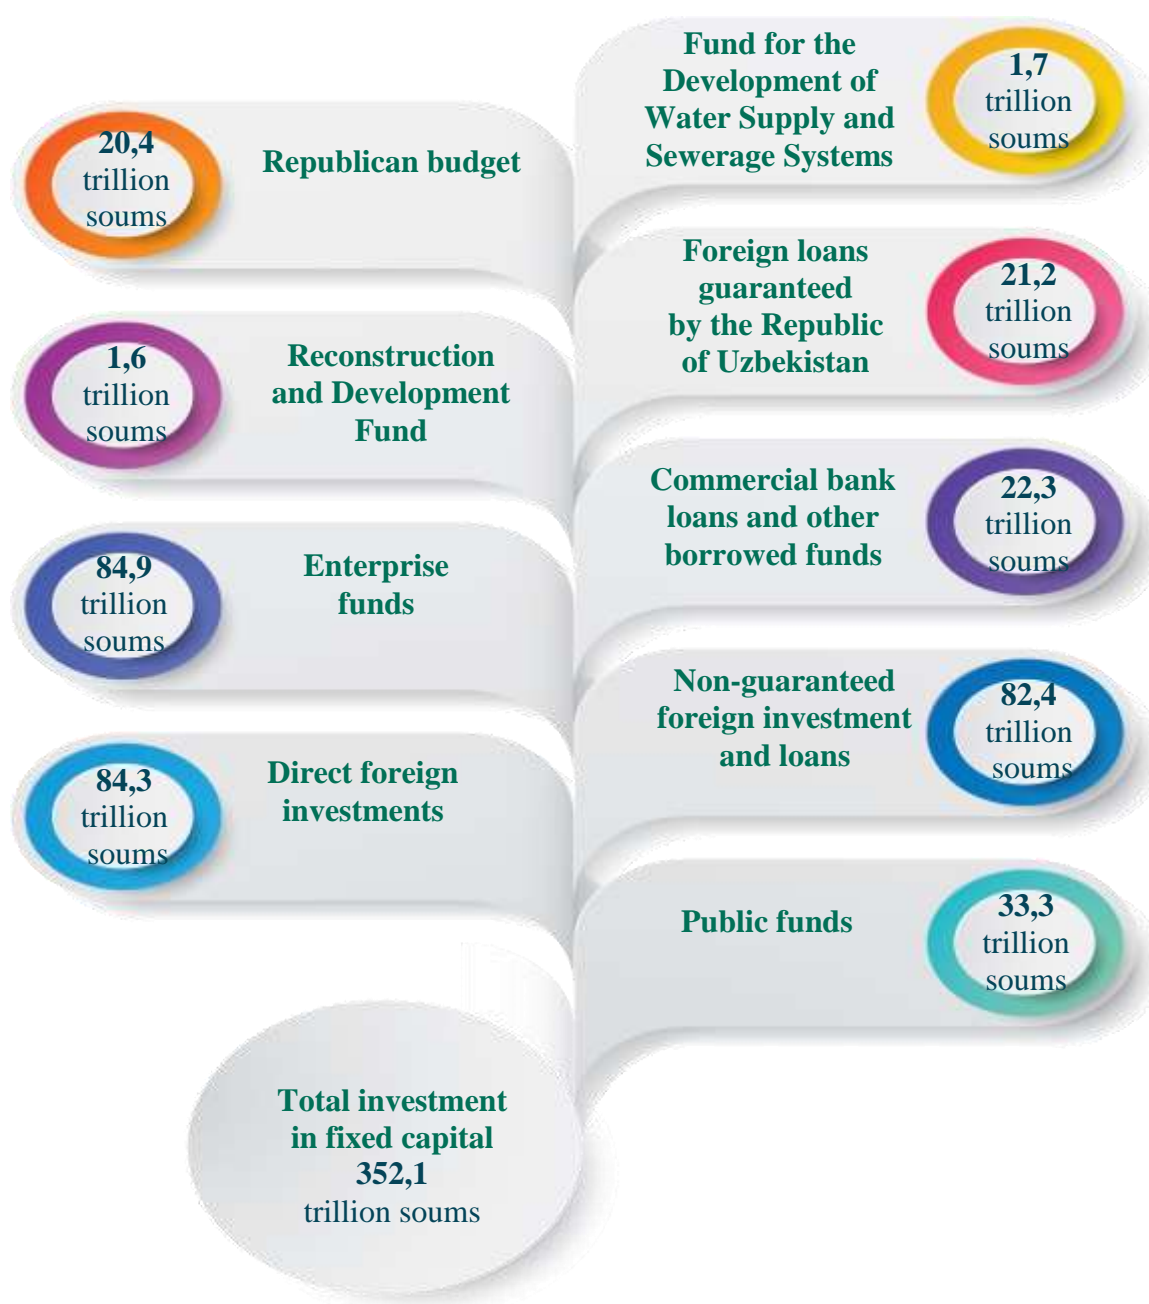 Fund for the
Development of
Water Supply and
Sewerage Systems
1,7
trillion
soums
20,4
trillion
soums
Republican budget
Foreign loans
guaranteed
by the Republic
of Uzbekistan
21,2
trillion
soums
1,6
trillion
soums
Reconstruction
and Development
Fund
Commercial bank
loans and other
borrowed funds
22,3
trillion
soums
84,9
trillion
soums
Enterprise
funds
Non-guaranteed
foreign investment
and loans
82,4
trillion
soums
84,3
trillion
soums
Direct foreign
investments
Public funds
33,3
trillion
soums
Total investment
in fixed capital
352,1
trillion soums